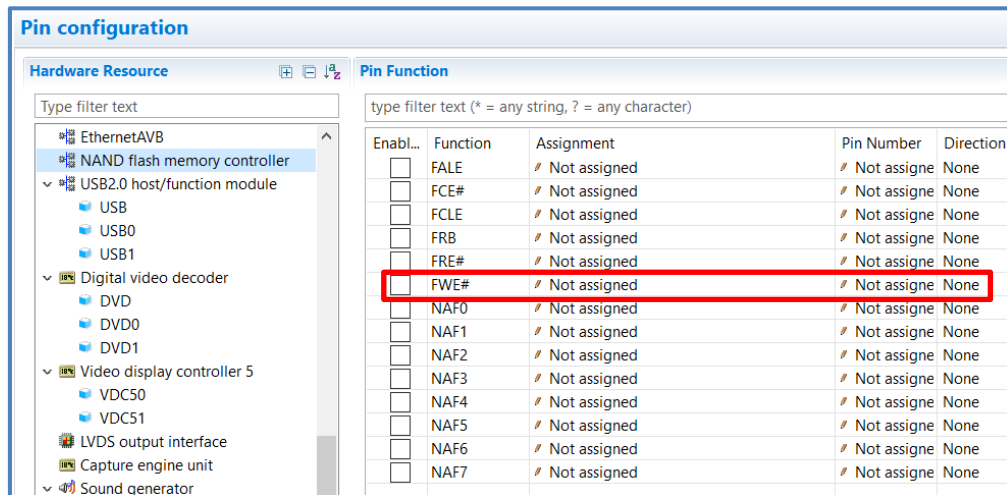 Pin configuration
Hardware Resource
Type filter text
EthernetAVB
NAND flash memory controller
USB2.0 host/function module
USB
USB0
USB1
Digital video decoder
DVD
DVD0
DVD1
Video display controller 5
VDC50
VDC51
LVDS output interface
Capture engine unit
Sound generator
Pin Function
type filter text (* = any string, ? = any character)
Enabl... Function Assignment Pin Number Direction
FALE Not assigned Not assigne None
FCE# Not assigned Not assigne None
FCLE Not assigned Not assigne None
FRB Not assigned Not assigne None
FRE# Not assigned Not assigne None
FWE# Not assigned Not assigne None
NAF0 Not assigned Not assigne None
NAF1 Not assigned Not assigne None
NAF2 Not assigned Not assigne None
NAF3 Not assigned Not assigne None
NAF4 Not assigned Not assigne None
NAF5 Not assigned Not assigne None
NAF6 Not assigned Not assigne None
NAF7 Not assigned Not assigne None